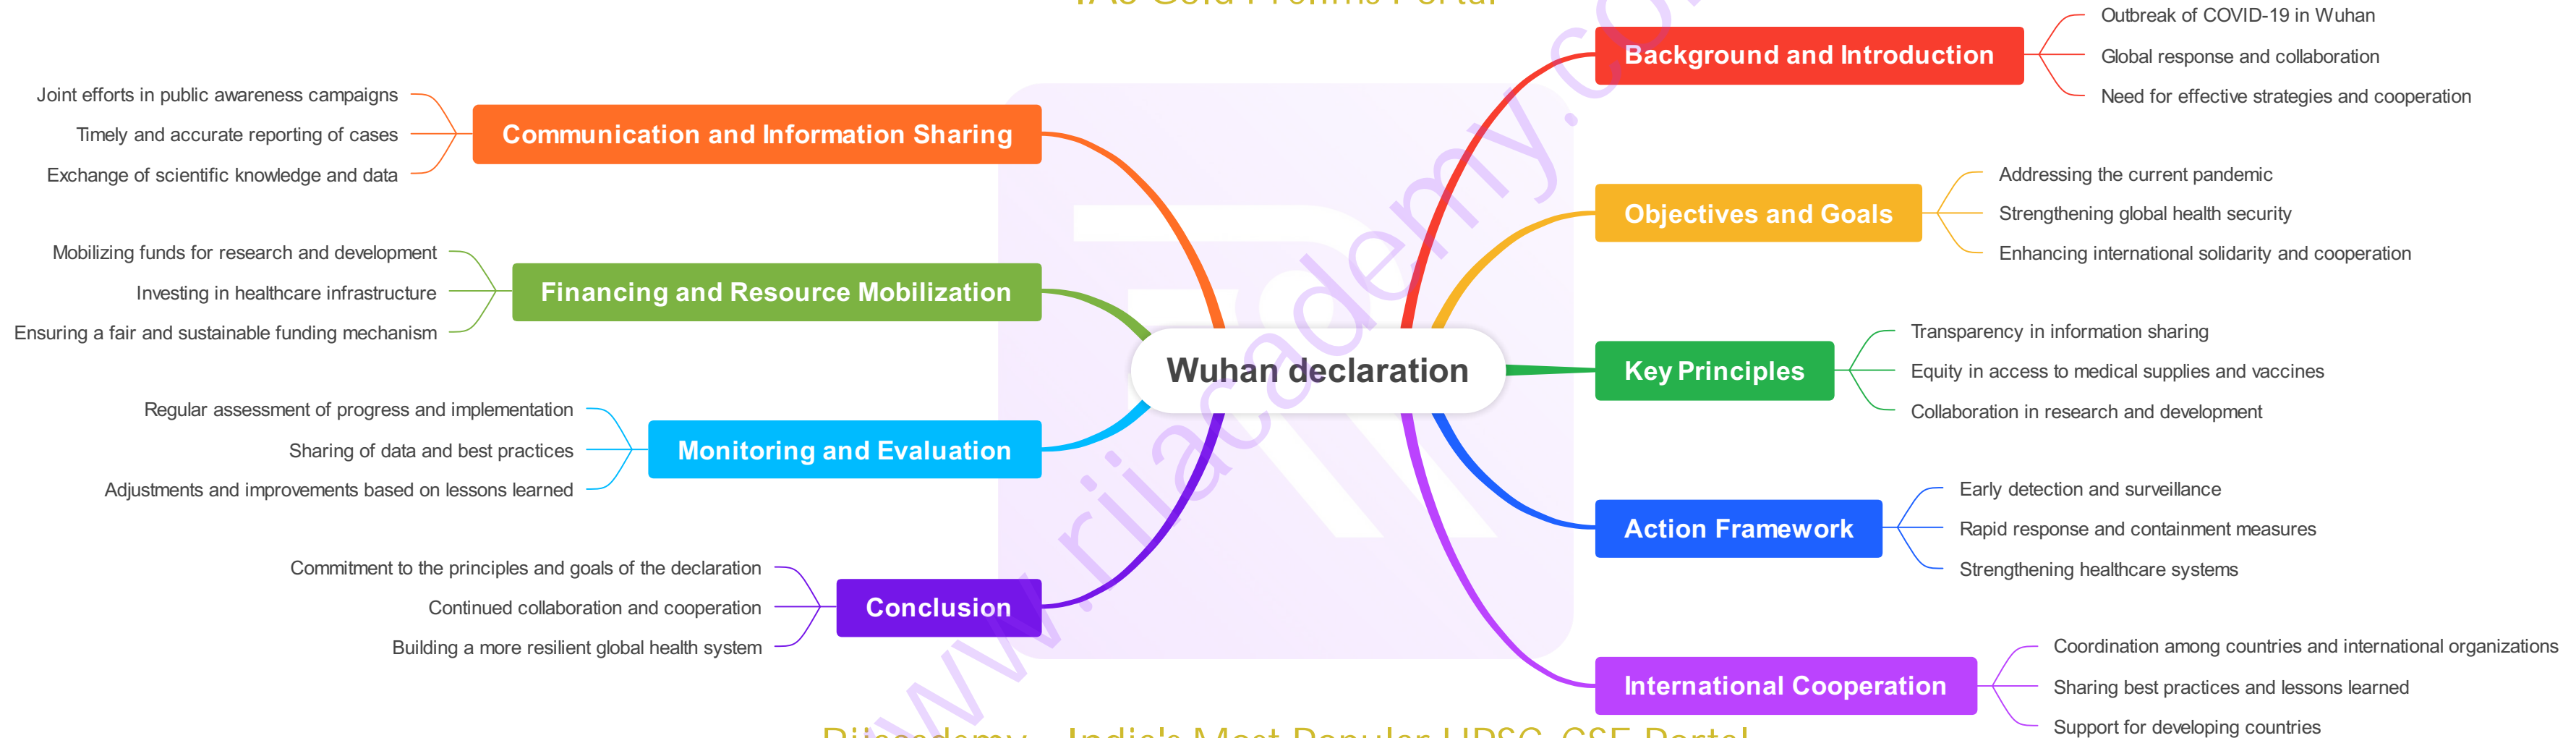 Wuhan declaration
Background and Introduction
Outbreak of COVID-19 in Wuhan
Global response and collaboration
Need for effective strategies and cooperation
Objectives and Goals
Addressing the current pandemic
Strengthening global health security
Enhancing international solidarity and cooperation
Key Principles
Transparency in information sharing
Equity in access to medical supplies and vaccines
Collaboration in research and development
Action Framework
Early detection and surveillance
Rapid response and containment measures
Strengthening healthcare systems
International Cooperation
Coordination among countries and international organizations
Sharing best practices and lessons learned
Support for developing countries
Communication and Information Sharing
Joint efforts in public awareness campaigns
Timely and accurate reporting of cases
Exchange of scientific knowledge and data
Financing and Resource Mobilization
Mobilizing funds for research and development
Investing in healthcare infrastructure
Ensuring a fair and sustainable funding mechanism
Monitoring and Evaluation
Regular assessment of progress and implementation
Sharing of data and best practices
Adjustments and improvements based on lessons learned
Conclusion
Commitment to the principles and goals of the declaration
Continued collaboration and cooperation
Building a more resilient global health system
India's Most Popular UPSC-CSE Portal